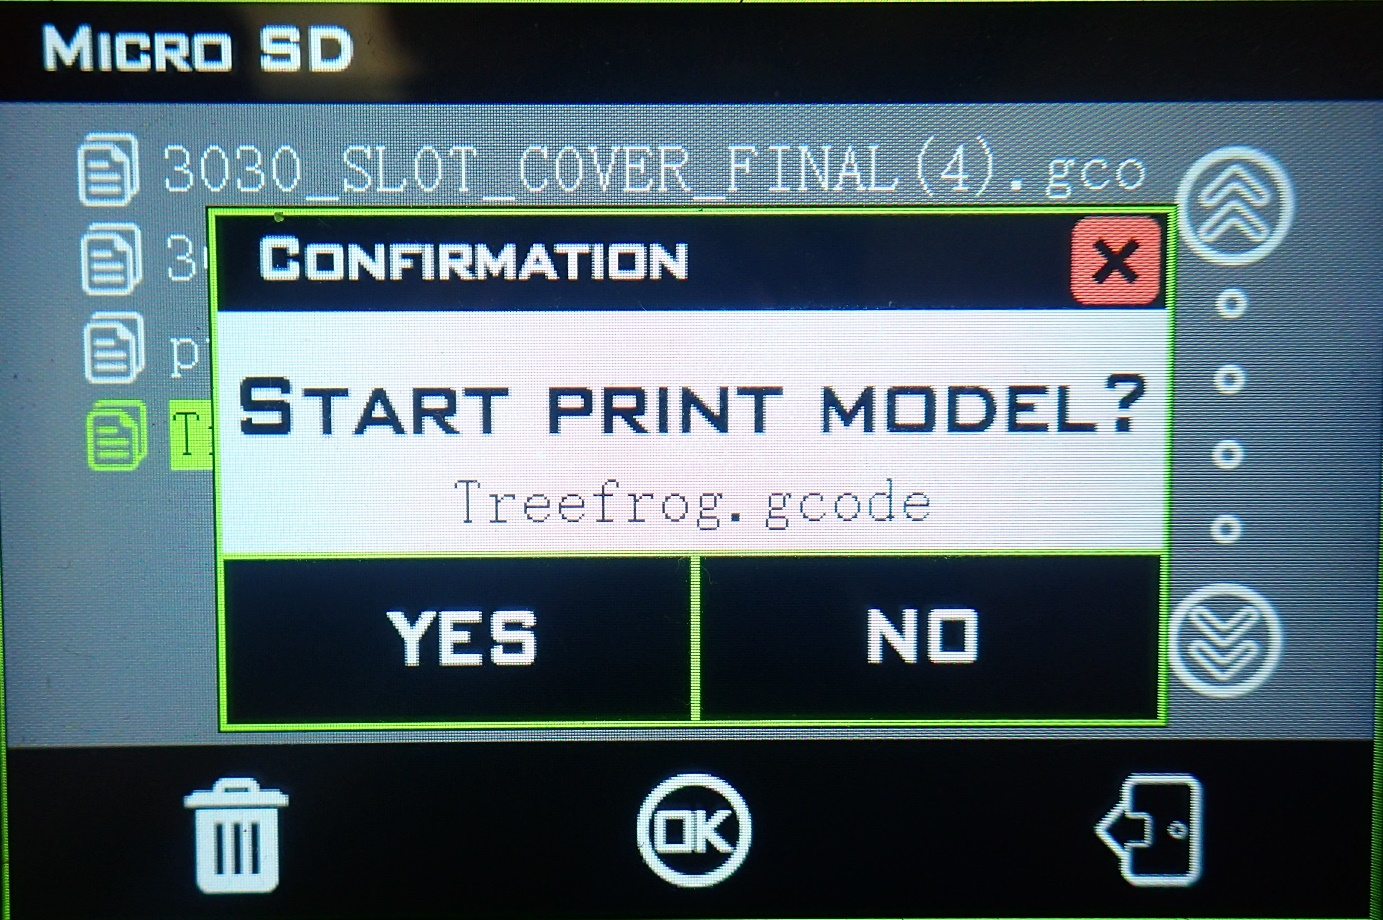 MICRO SD
3030_SLOT_COVER_FINAL(4).gco
CONFIRMATION
START PRINT MODEL?
Treefrog.gcode
YES NO
OK